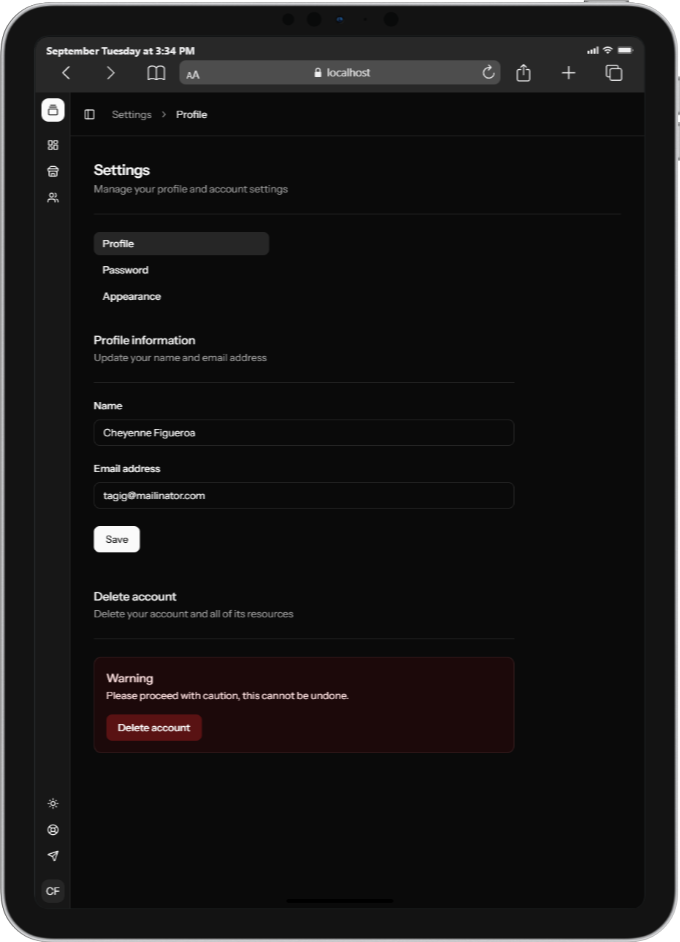 September Tuesday at 3:34 PM
AA
localhost
Settings > Profile
Settings
Manage your profile and account settings
Profile
Password
Appearance
Profile information
Update your name and email address
Name
Cheyenne Figueroa
Email address
tagig@mailinator.com
Save
Delete account
Delete your account and all of its resources
Warning
Please proceed with caution, this cannot be undone.
Delete account
CF